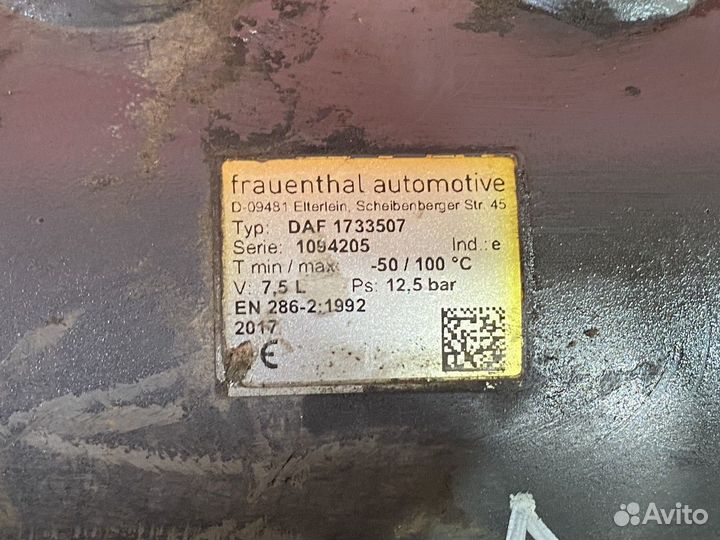 frauenthal automotive
D-09481 Elterlein, Scheibenberger Str. 45
Typ: DAF 1733507
Serie: 1094205 Ind.: e
T min / max: -50 / 100 °C
V: 7,5 L Ps: 12,5 bar
EN 286-2:1992
2017
CE
Avito